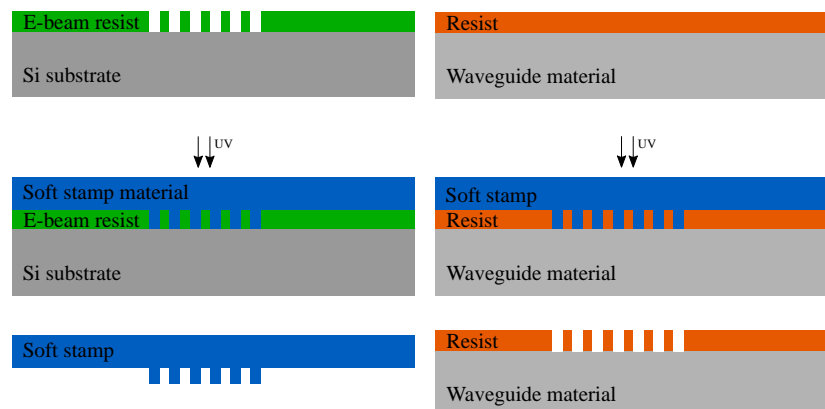 E-beam resist
Si substrate
UV
Soft stamp material
E-beam resist
Si substrate
Soft stamp
Resist
Waveguide material
UV
Soft stamp
Resist
Waveguide material
Resist
Waveguide material